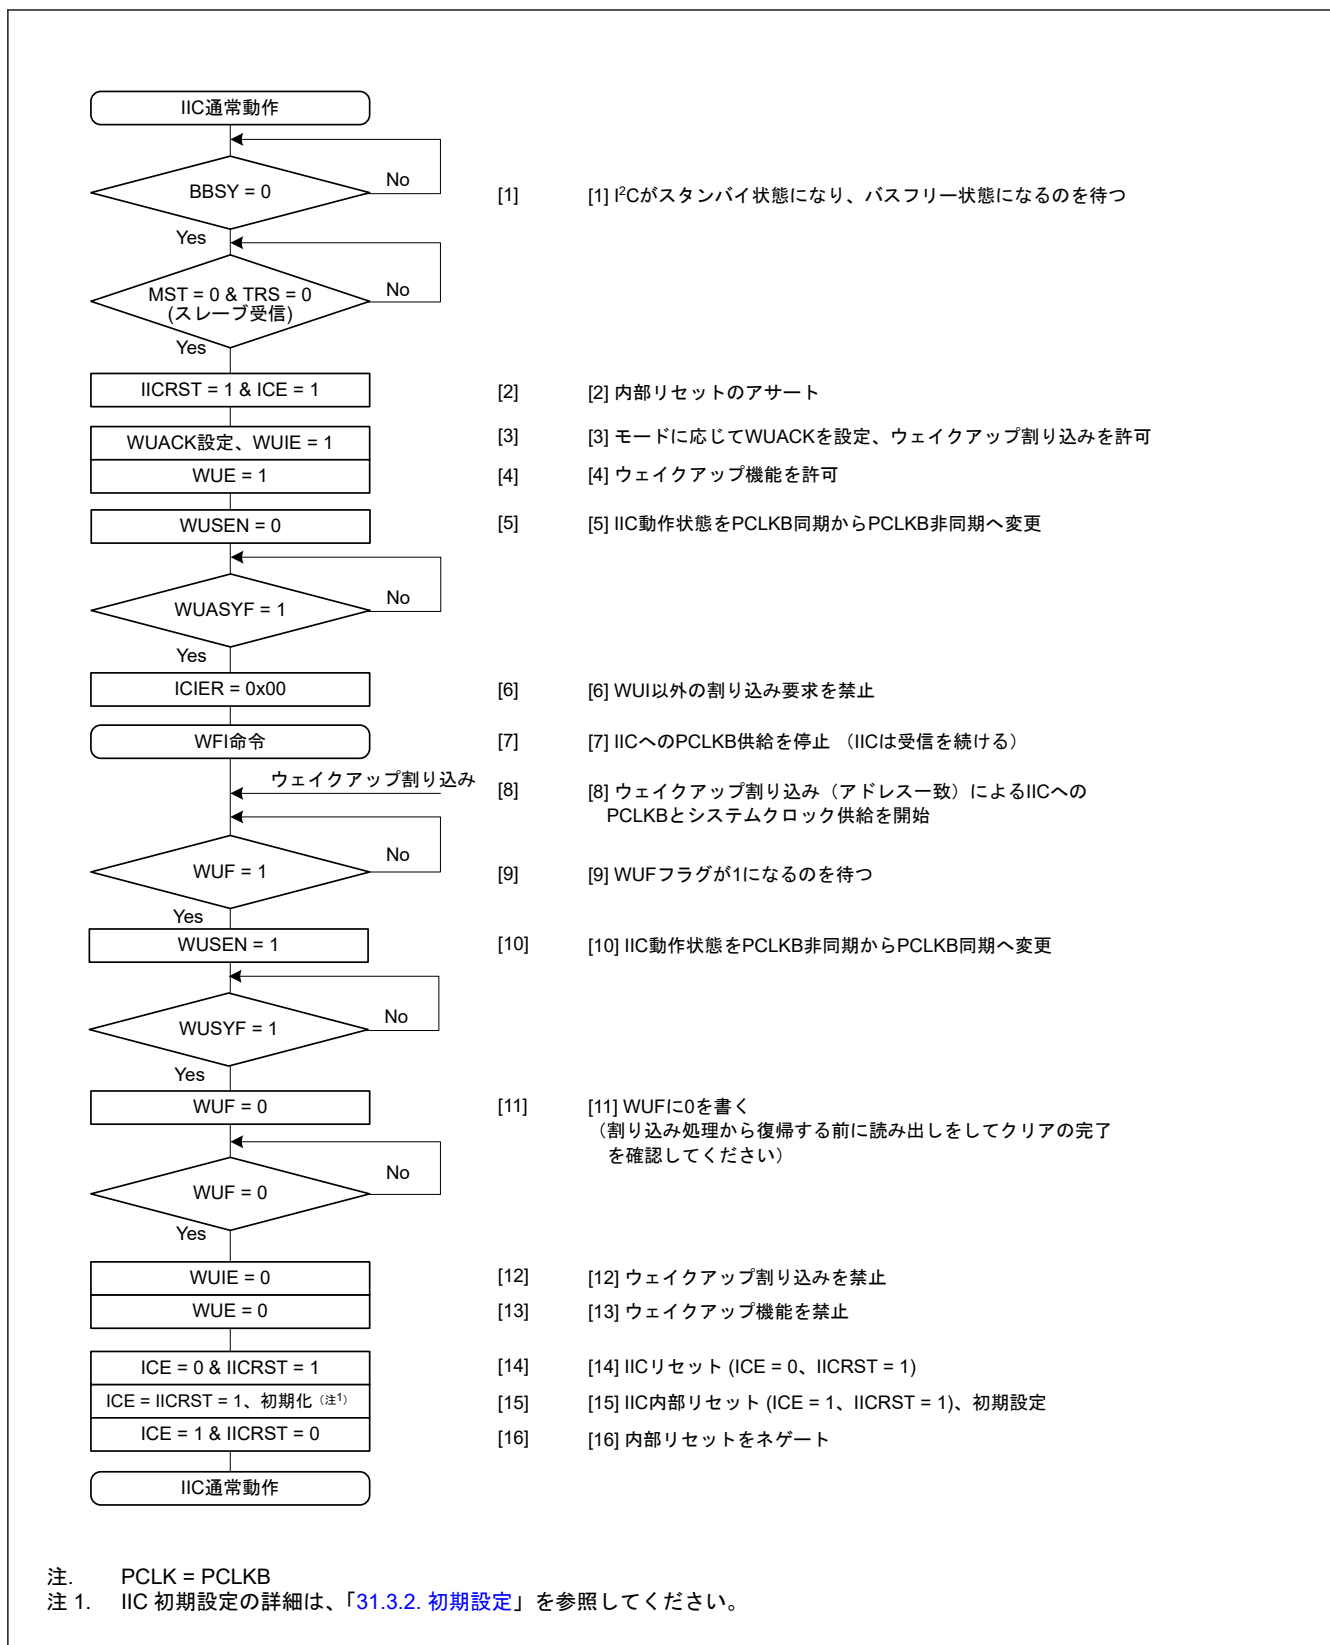 IIC通常動作
BBSY = 0
No
[1]
[1] I²Cがスタンバイ状態になり、バスフリー状態になるのを待つ
Yes
MST = 0 & TRS = 0
(スレーブ受信)
No
Yes
IICRST = 1 & ICE = 1
[2]
[2] 内部リセットのアサート
WUACK設定、WUIE = 1
[3]
[3] モードに応じてWUACKを設定、ウェイクアップ割り込みを許可
WUE = 1
[4]
[4] ウェイクアップ機能を許可
WUSEN = 0
[5]
[5] IIC動作状態をPCLKB同期からPCLKB非同期へ変更
WUASYF = 1
No
Yes
ICIER = 0x00
[6]
[6] WUI以外の割り込み要求を禁止
WFI命令
[7]
[7] IICへのPCLKB供給を停止 （IICは受信を続ける）
ウェイクアップ割り込み
[8]
[8] ウェイクアップ割り込み（アドレス一致）によるIICへの
PCLKBとシステムクロック供給を開始
WUF = 1
No
[9]
[9] WUFフラグが1になるのを待つ
Yes
WUSEN = 1
[10]
[10] IIC動作状態をPCLKB非同期からPCLKB同期へ変更
WUSYF = 1
No
Yes
WUF = 0
[11]
[11] WUFに0を書く
（割り込み処理から復帰する前に読み出しをしてクリアの完了
を確認してください）
WUF = 0
No
Yes
WUIE = 0
[12]
[12] ウェイクアップ割り込みを禁止
WUE = 0
[13]
[13] ウェイクアップ機能を禁止
ICE = 0 & IICRST = 1
[14]
[14] IICリセット (ICE = 0、IICRST = 1)
ICE = IICRST = 1、初期化（注1）
[15]
[15] IIC内部リセット (ICE = 1、IICRST = 1)、初期設定
ICE = 1 & IICRST = 0
[16]
[16] 内部リセットをネゲート
IIC通常動作
注. PCLK = PCLKB
注 1. IIC 初期設定の詳細は、「31.3.2. 初期設定」を参照してください。